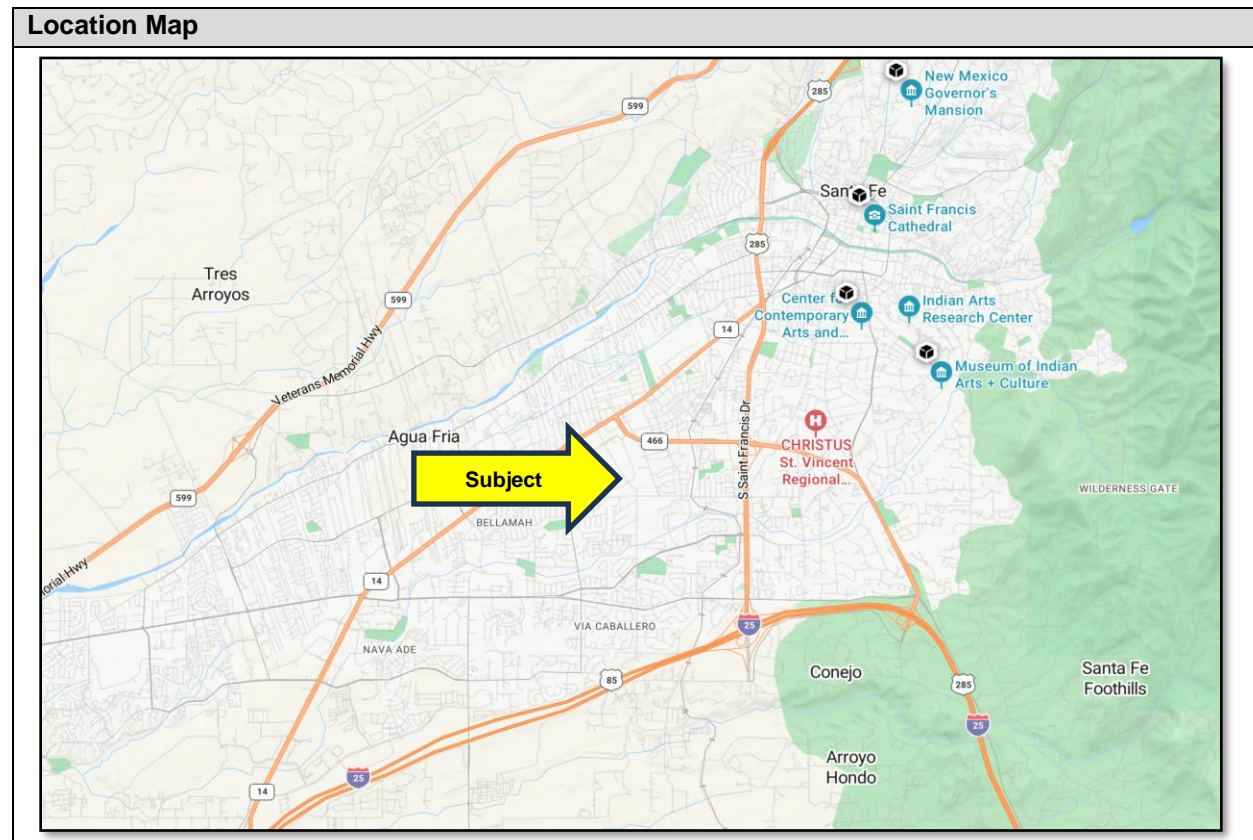 Location Map
New Mexico
Governor's
Mansion
285
599
Santa Fe
Saint Francis
Cathedral
285
Tres
Arroyos
599
Center for
Contemporary
Arts and...
Indian Arts
Research Center
14
Veterans Memorial Hwy
Museum of Indian
Arts + Culture
Agua Fria
466
S Saint Francis Dr
CHRISTUS
St. Vincent
Regional...
Subject
599
WILDERNESS GATE
BELLAMAH
orial Hwy
14
VIA CABALLERO
25
NAVA ADE
Conejo
Santa Fe
Foothills
85
285
25
Arroyo
Hondo
25
14